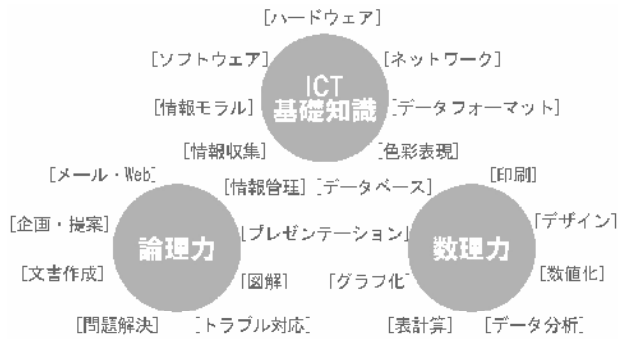 [ハードウェア]
[ソフトウェア] [ネットワーク]
ICT
基礎知識
[情報モラル] [データフォーマット]
[情報収集] [色彩表現]
[メール・Web] [情報管理] [データベース] [印刷]
[企画・提案] [プレゼンテーション] [デザイン]
論理力 数理力
[文書作成] [図解] [グラフ化] [数値化]
[問題解決] [トラブル対応] [表計算] [データ分析]